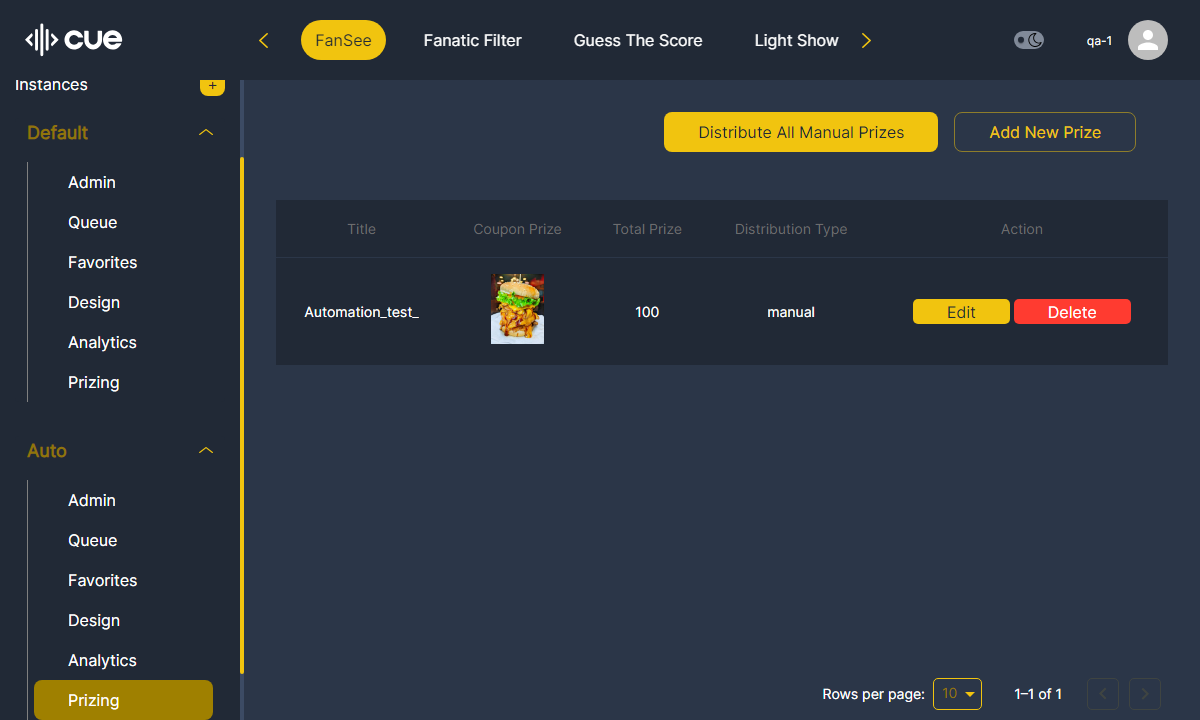 cue
FanSee
Fanatic Filter
Guess The Score
Light Show
qa-1
Instances
+
Default
Admin
Queue
Favorites
Design
Analytics
Prizing
Auto
Admin
Queue
Favorites
Design
Analytics
Prizing
Distribute All Manual Prizes
Add New Prize
Title Coupon Prize Total Prize Distribution Type Action
Automation_test_ 100 manual Edit Delete
Rows per page: 10 1–1 of 1